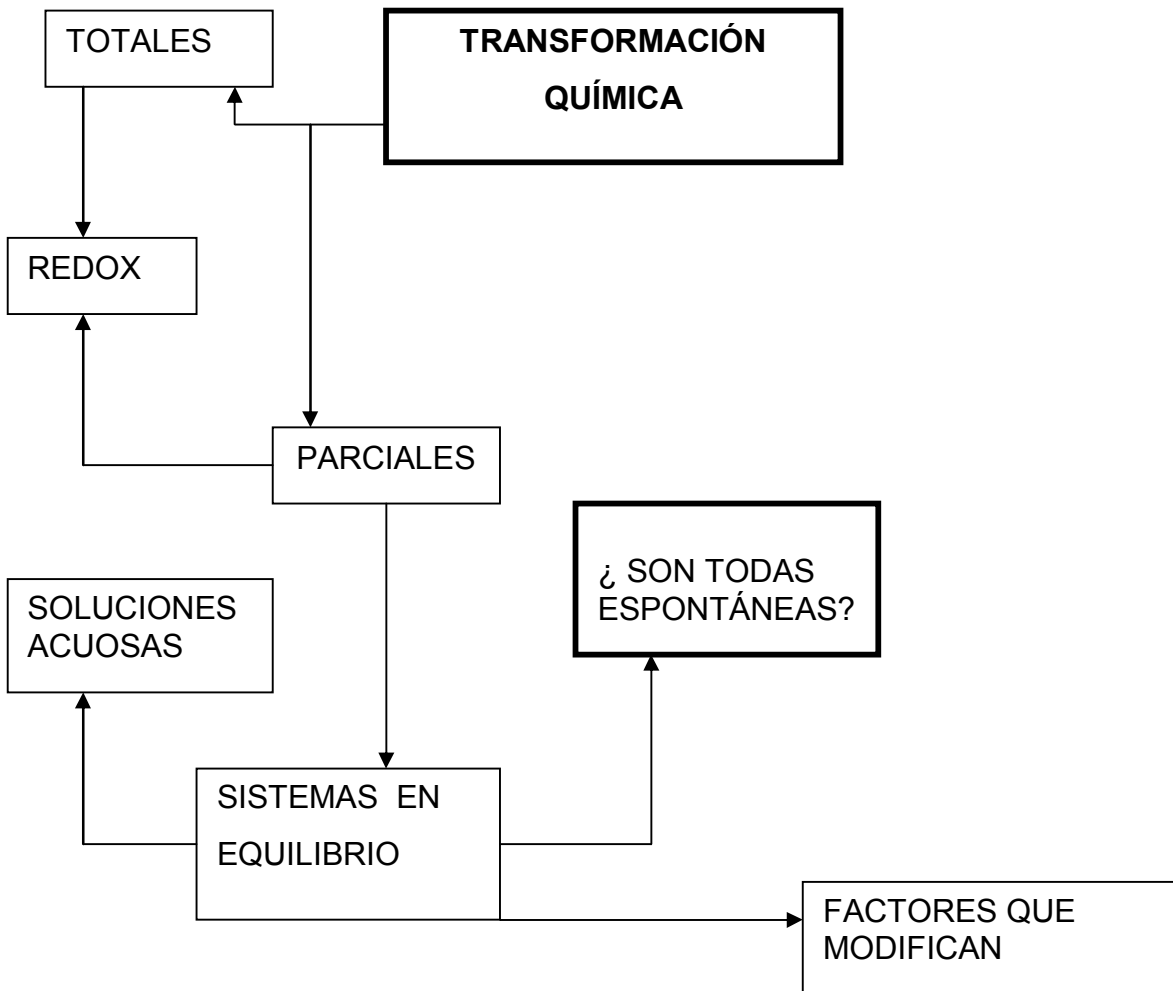 TOTALES
TRANSFORMACIÓN
QUÍMICA
REDOX
PARCIALES
¿ SON TODAS
ESPONTÁNEAS?
SOLUCIONES
ACUOSAS
SISTEMAS EN
EQUILIBRIO
FACTORES QUE
MODIFICAN